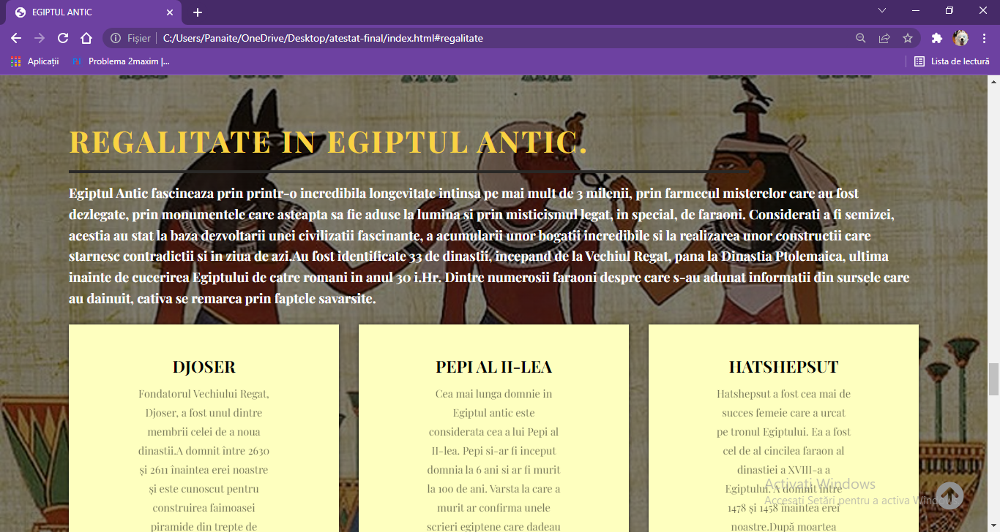 EGIPTUL ANTIC
Fișier
C:/Users/Panaite/OneDrive/Desktop/atestat-final/index.html#regalitate
Aplicații
Problema 2maxim |...
Lista de lectură
REGALITATE IN EGIPTUL ANTIC.
Egiptul Antic fascineaza prin printr-o incredibila longevitate intinsa pe mai mult de 3 milenii, prin farmecul misterelor care au fost
dezlegate, prin monumentele care asteapta sa fie aduse la lumina si prin misticismul legat, in special, de faraoni. Considerati a fi semizei,
acestia au stat la baza dezvoltarii unei civilizatii fascinante, a acumularii unor bogatii incredibile si la realizarea unor constructii care
starnesc contradictii si in ziua de azi.Au fost identificate 33 de dinastii, incepand de la Vechiul Regat, pana la Dinastia Ptolemaica, ultima
inainte de cucerirea Egiptului de catre romani in anul 30 i.Hr. Dintre numerosii faraoni despre care s-au adunat informatii din sursele care
au dainuit, cativa se remarca prin faptele savarsite.
DJOSER
Fondatorul Vechiului Regat,
Djoser, a fost unul dintre
membrii celei de a noua
dinastii.A domnit între 2630
și 2611 înaintea erei noastre
și este cunoscut pentru
construirea faimoasei
piramide din trepte de
PEPI AL II-LEA
Cea mai lunga domnie in
Egiptul antic este
considerata cea a lui Pepi al
II-lea. Pepi si-ar fi inceput
domnia la 6 ani si ar fi murit
la 100 de ani. Varsta la care a
murit ar confirma unele
scrieri egiptene care dadeau
HATSHEPSUT
Hatshepsut a fost cea mai de
succes femeie care a urcat
pe tronul Egiptului. Ea a fost
cel de al cincilea faraon al
dinastiei a XVIII-a a
Egiptului. A domnit între
1478 și 1458 înaintea erei
noastre.După moartea
Activați Windows
Accesați Setări pentru a activa Windows.